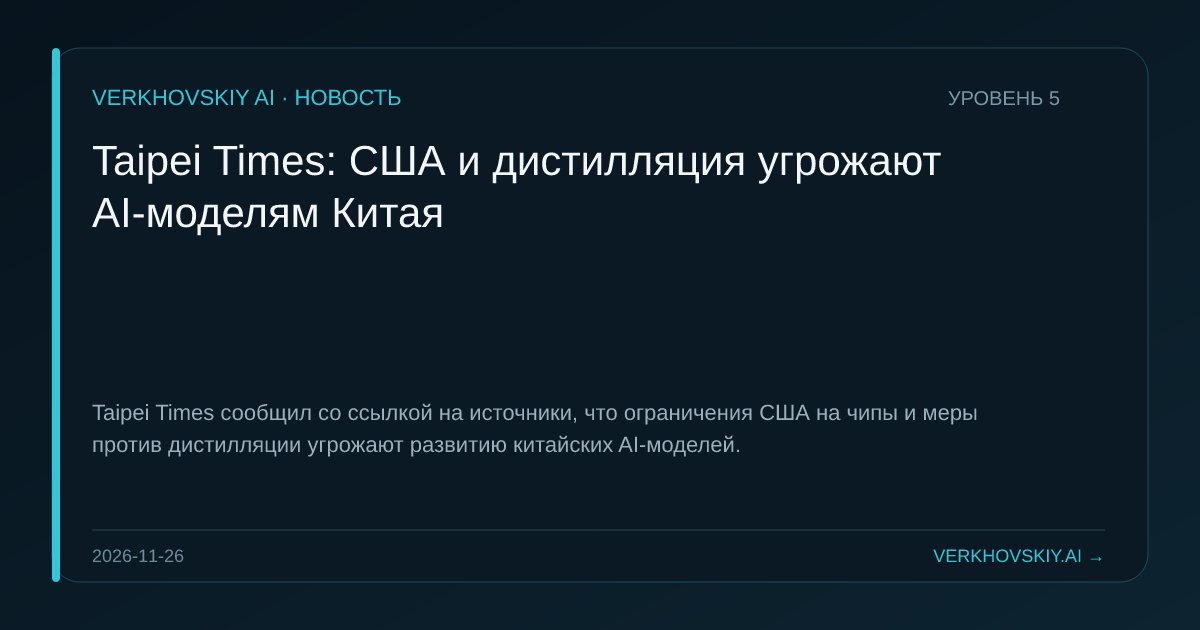 VERKHOVSKIY AI · НОВОСТЬ
УРОВЕНЬ 5
Taipei Times: США и дистилляция угрожают
AI-моделям Китая
Taipei Times сообщил со ссылкой на источники, что ограничения США на чипы и меры
против дистилляции угрожают развитию китайских AI-моделей.
2026-11-26
VERKHOVSKIY.AI →